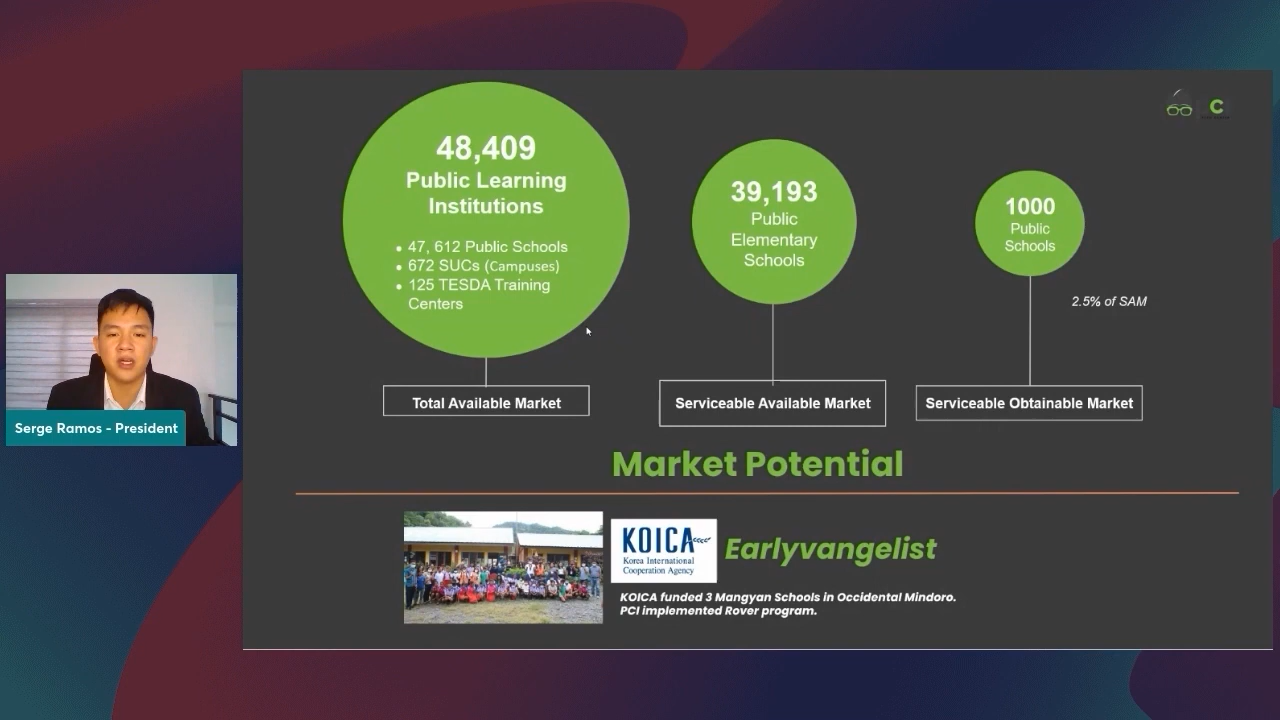 C
48,409
Public Learning
Institutions
• 47, 612 Public Schools
• 672 SUCs (Campuses)
• 125 TESDA Training
Centers
39,193
Public
Elementary
Schools
1000
Public
Schools
2.5% of SAM
Total Available Market
Serviceable Available Market
Serviceable Obtainable Market
Serge Ramos - President
Market Potential
KOICA
Korea International
Cooperation Agency
Earlyvangelist
KOICA funded 3 Mangyan Schools in Occidental Mindoro.
PCI implemented Rover program.